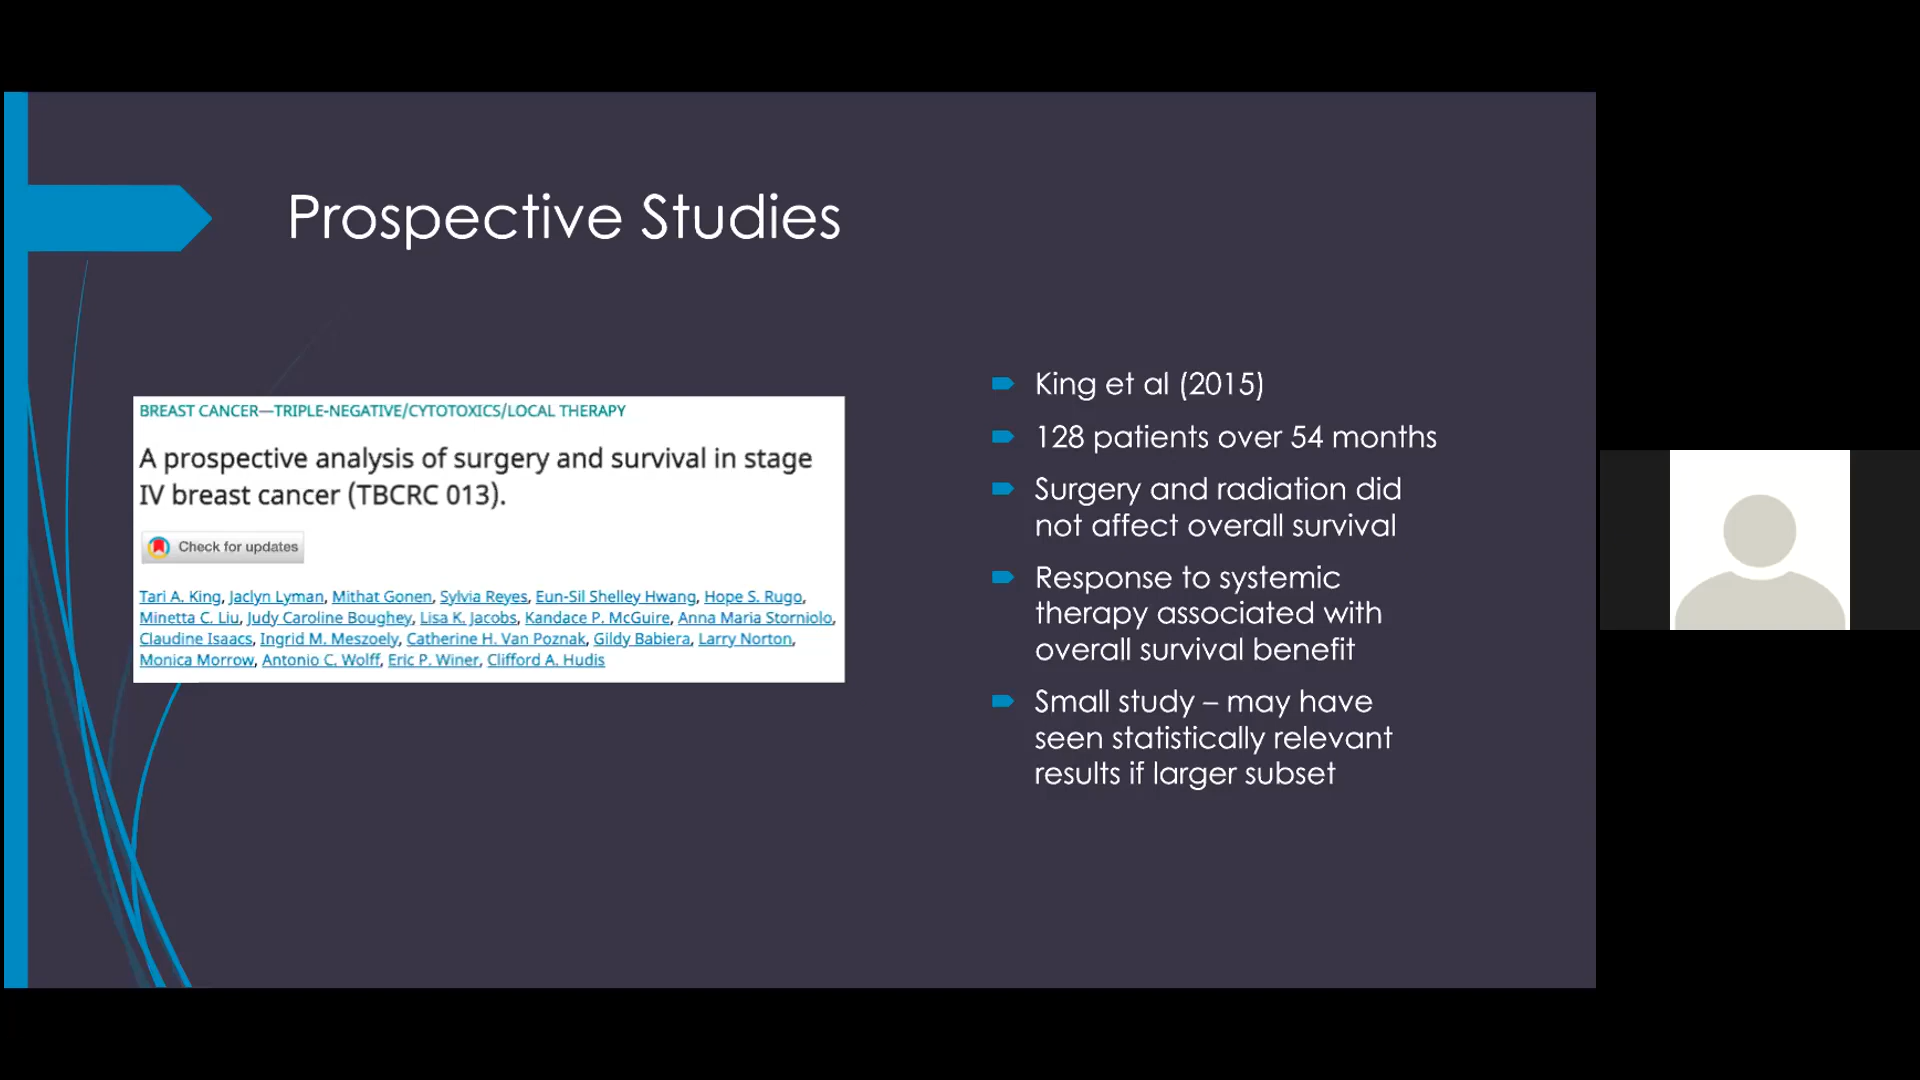 Prospective Studies
BREAST CANCER—TRIPLE-NEGATIVE/CYTOTOXICS/LOCAL THERAPY
A prospective analysis of surgery and survival in stage
IV breast cancer (TBCRC 013).
Check for updates
Tari A. King, Jaclyn Lyman, Mithat Gonen, Sylvia Reyes, Eun-Sil Shelley Hwang, Hope S. Rugo,
Minetta C. Liu, Judy Caroline Boughey, Lisa K. Jacobs, Kandace P. McGuire, Anna Maria Storniolo,
Claudine Isaacs, Ingrid M. Meszoely, Catherine H. Van Poznak, Gildy Babiera, Larry Norton,
Monica Morrow, Antonio C. Wolff, Eric P. Winer, Clifford A. Hudis
King et al (2015)
128 patients over 54 months
Surgery and radiation did
not affect overall survival
Response to systemic
therapy associated with
overall survival benefit
Small study – may have
seen statistically relevant
results if larger subset